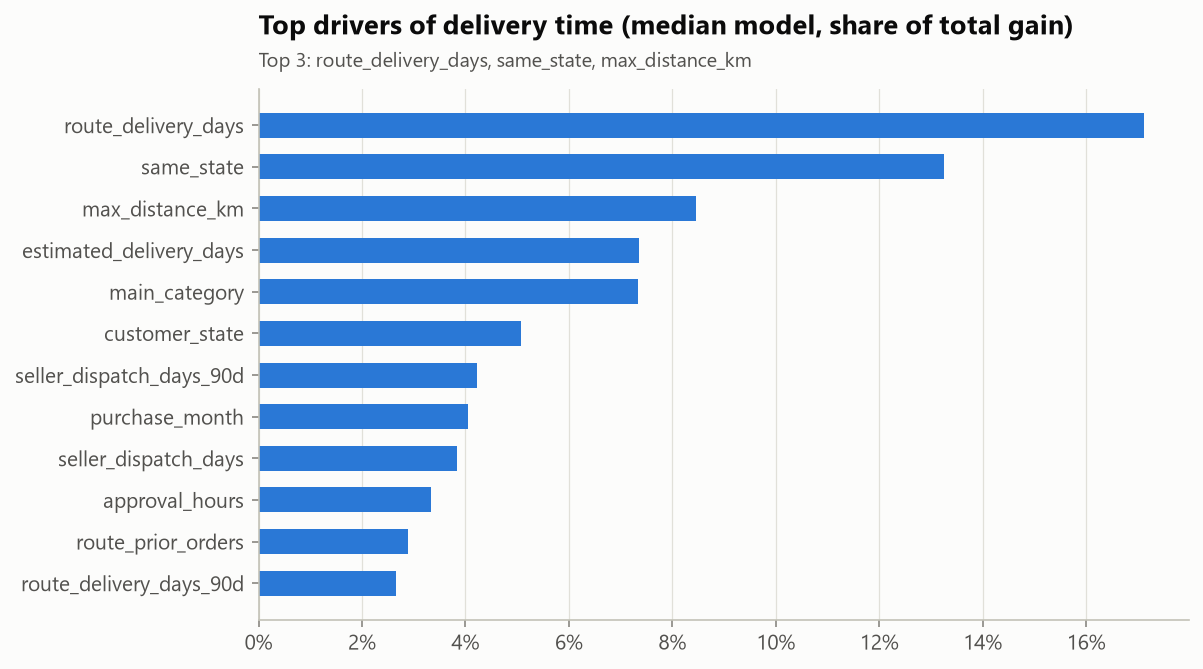 Top drivers of delivery time (median model, share of total gain)
Top 3: route_delivery_days, same_state, max_distance_km
route_delivery_days
same_state
max_distance_km
estimated_delivery_days
main_category
customer_state
seller_dispatch_days_90d
purchase_month
seller_dispatch_days
approval_hours
route_prior_orders
route_delivery_days_90d
0% 2% 4% 6% 8% 10% 12% 14% 16%